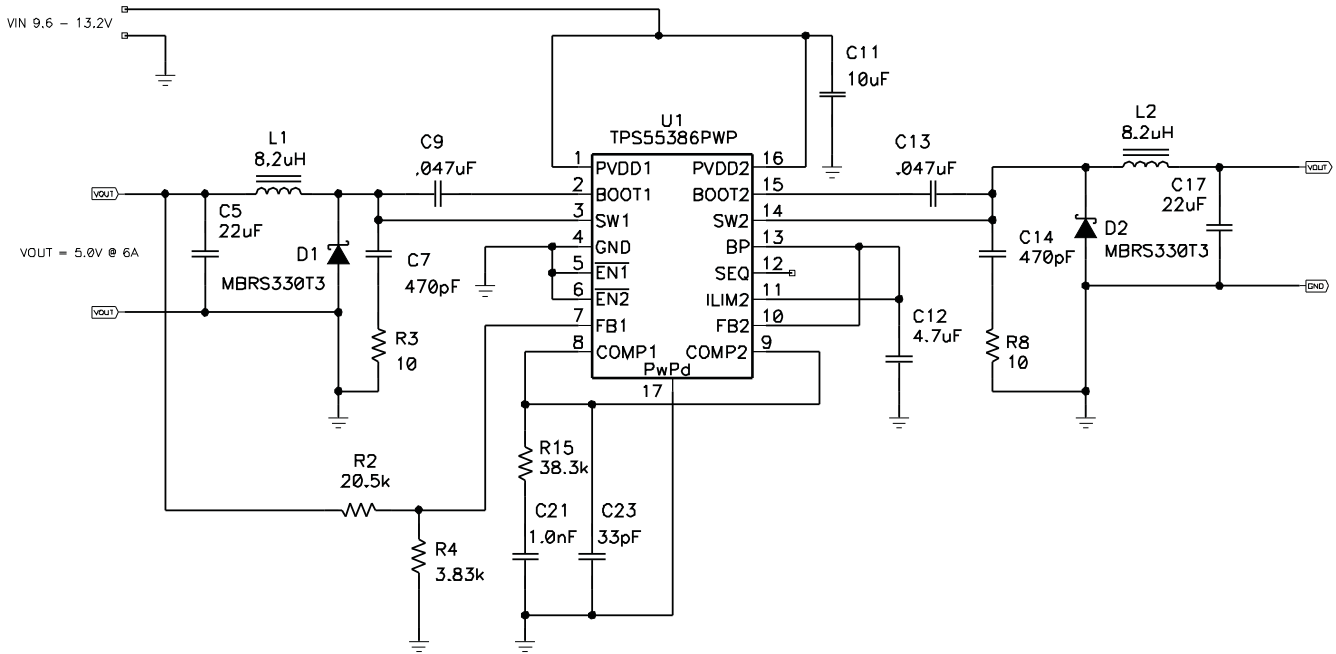 VIN 9.6 - 13.2V
C11
10uF
U1
TPS55386PWP
L1
8.2uH
C9
.047uF
C13
.047uF
L2
8.2uH
1 PVDD1 PVDD2 16
2 BOOT1 BOOT2 15
3 SW1 SW2 14
4 GND BP 13
5 EN1 SEQ 12
6 EN2 ILIM2 11
7 FB1 FB2 10
8 COMP1 COMP2 9
PwPd
17
VOUT
C5
22uF
VOUT = 5.0V @ 6A
D1
MBRS330T3
C7
470pF
VOUT
R3
10
C12
4.7uF
C14
470pF
D2
MBRS330T3
C17
22uF
VOUT
GND
R8
10
R2
20.5k
R4
3.83k
R15
38.3k
C21
1.0nF
C23
33pF